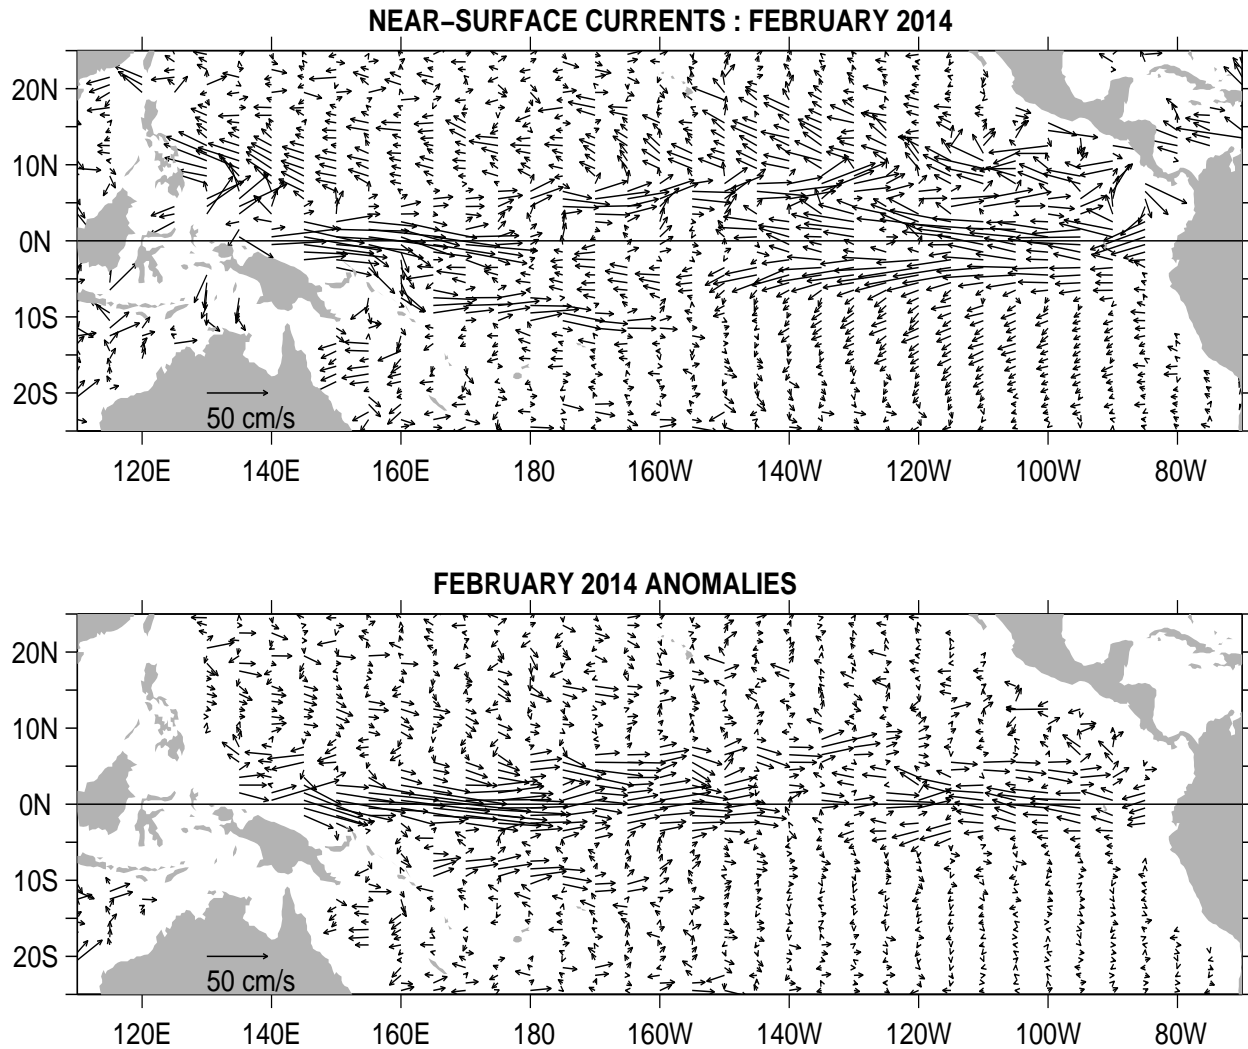 NEAR−SURFACE CURRENTS : FEBRUARY 2014
20N
10N
0N
10S
20S
50 cm/s
120E 140E 160E 180 160W 140W 120W 100W 80W
FEBRUARY 2014 ANOMALIES
20N
10N
0N
10S
20S
50 cm/s
120E 140E 160E 180 160W 140W 120W 100W 80W